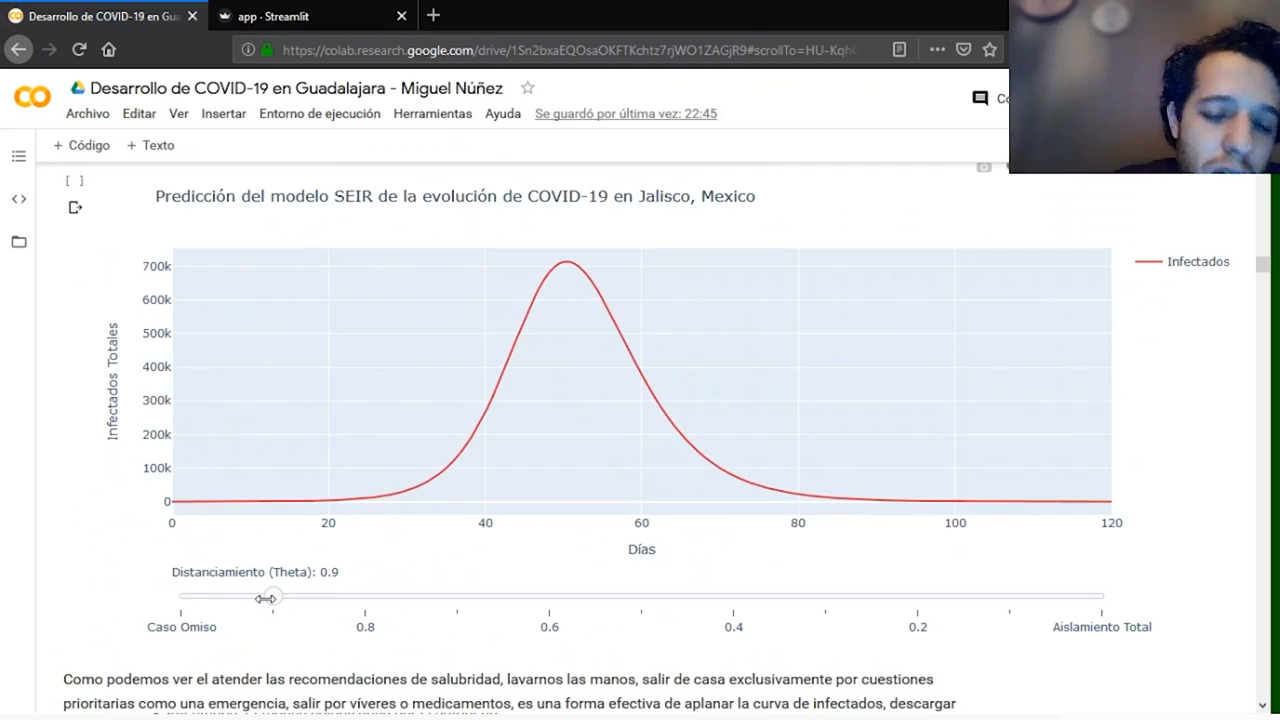 Desarrollo de COVID-19 en Gua
app - Streamlit
https://colab.research.google.com/drive/1Sn2bxaEQOsaOKFTKchtz7rjWO1ZAGjR9#scrollTo=HU-Kqh
Desarrollo de COVID-19 en Guadalajara - Miguel Núñez
Co
Archivo Editar Ver Insertar Entorno de ejecución Herramientas Ayuda Se guardó por última vez: 22:45
+ Código + Texto
[ ]
Predicción del modelo SEIR de la evolución de COVID-19 en Jalisco, Mexico
Infectados
700k
600k
500k
400k
300k
200k
100k
0
Infectados Totales
0 20 40 60 80 100 120
Días
Distanciamiento (Theta): 0.9
Caso Omiso 0.8 0.6 0.4 0.2 Aislamiento Total
Como podemos ver el atender las recomendaciones de salubridad, lavarnos las manos, salir de casa exclusivamente por cuestiones
prioritarias como una emergencia, salir por víveres o medicamentos, es una forma efectiva de aplanar la curva de infectados, descargar